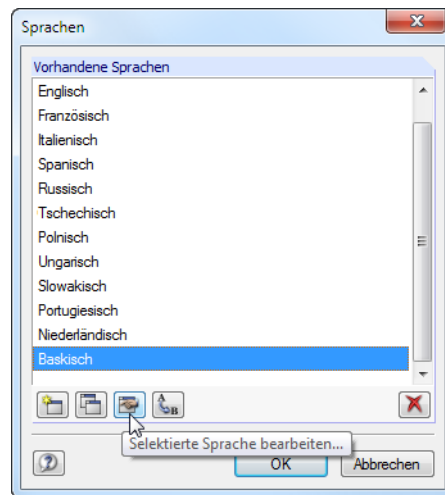 Sprachen
Vorhandene Sprachen
Englisch
Französisch
Italienisch
Spanisch
Russisch
Tschechisch
Polnisch
Ungarisch
Slowakisch
Portugiesisch
Niederländisch
Baskisch
A B
Selektierte Sprache bearbeiten...
OK
Abbrechen